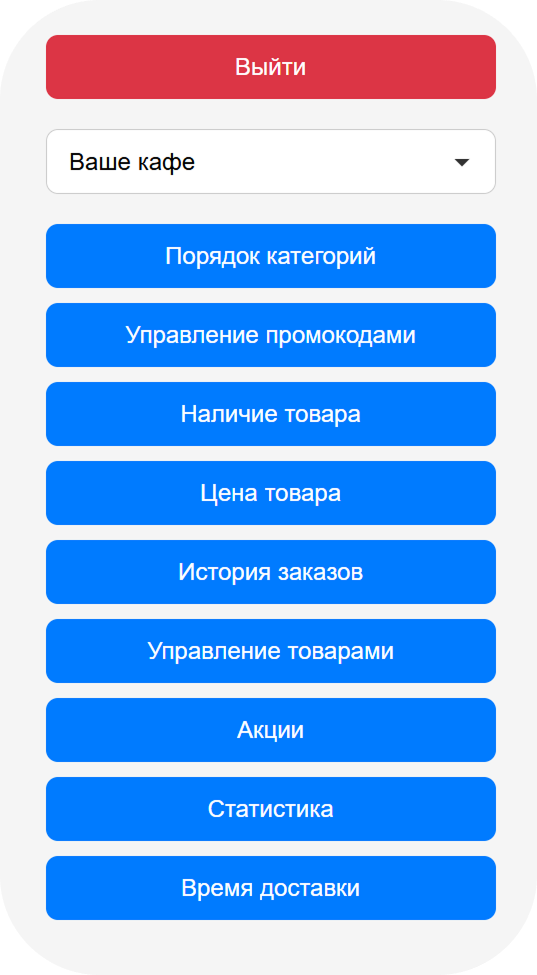 Выйти
Ваше кафе
Порядок категорий
Управление промокодами
Наличие товара
Цена товара
История заказов
Управление товарами
Акции
Статистика
Время доставки